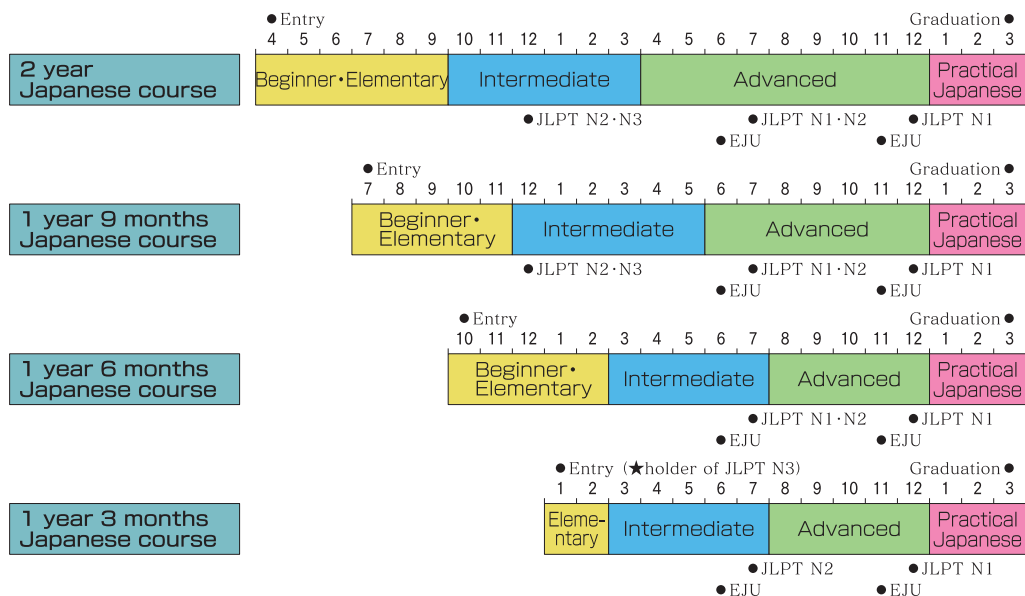 ●Entry Graduation●
4 5 6 7 8 9 10 11 12 1 2 3 4 5 6 7 8 9 10 11 12 1 2 3
2 year
Japanese course
Beginner・Elementary Intermediate Advanced Practical
Japanese
●JLPT N2·N3 ●JLPT N1·N2 ●JLPT N1
●EJU ●EJU
●Entry Graduation●
7 8 9 10 11 12 1 2 3 4 5 6 7 8 9 10 11 12 1 2 3
1 year 9 months
Japanese course
Beginner・
Elementary
Intermediate Advanced Practical
Japanese
●JLPT N2·N3 ●JLPT N1·N2 ●JLPT N1
●EJU ●EJU
●Entry Graduation●
10 11 12 1 2 3 4 5 6 7 8 9 10 11 12 1 2 3
1 year 6 months
Japanese course
Beginner・
Elementary
Intermediate Advanced Practical
Japanese
●JLPT N1·N2 ●JLPT N1
●EJU ●EJU
●Entry (★holder of JLPT N3) Graduation●
1 2 3 4 5 6 7 8 9 10 11 12 1 2 3
1 year 3 months
Japanese course
Eleme-
ntary
Intermediate Advanced Practical
Japanese
●JLPT N2 ●JLPT N1
●EJU ●EJU